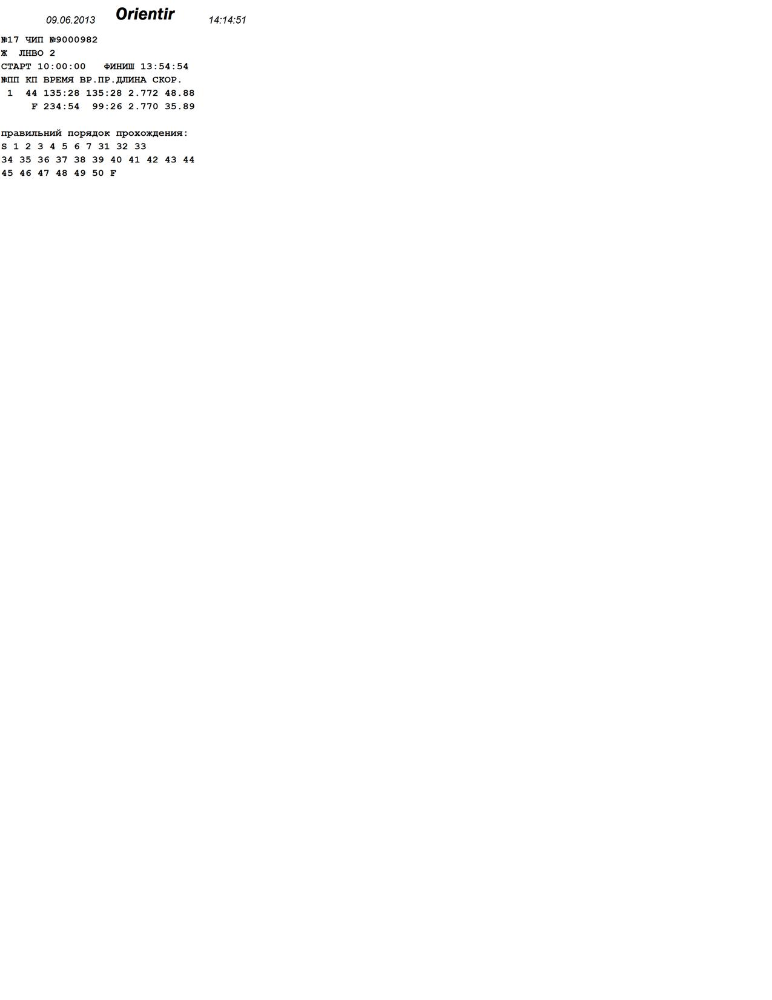 09.06.2013 Orientir 14:14:51
№17 ЧИП №9000982
Ж ЛНВО 2
СТАРТ 10:00:00 ФИНИШ 13:54:54
№ПП КП ВРЕМЯ ВР.ПР.ДЛИНА СКОР.
1 44 135:28 135:28 2.772 48.88
F 234:54 99:26 2.770 35.89
правильний порядок прохождения:
S 1 2 3 4 5 6 7 31 32 33
34 35 36 37 38 39 40 41 42 43 44
45 46 47 48 49 50 F